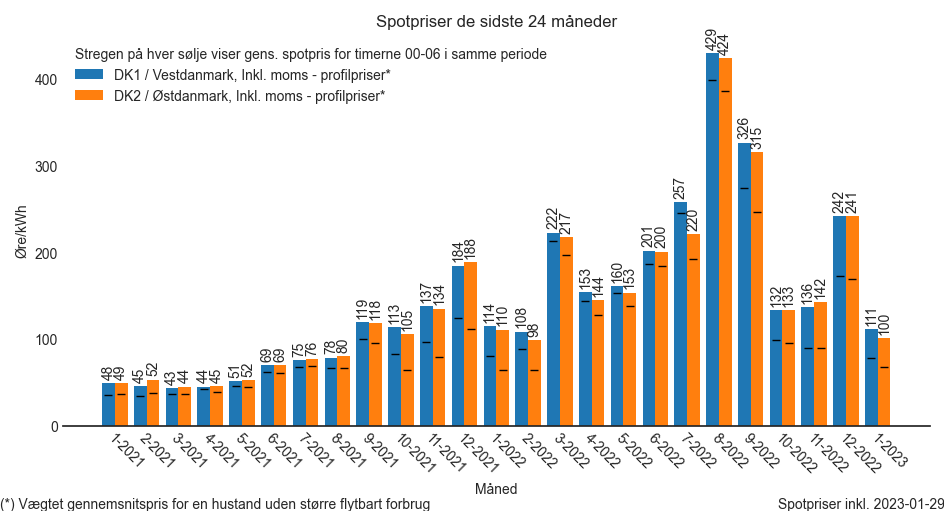 Spotpriser de sidste 24 måneder
Stregen på hver sølje viser gens. spotpris for timerne 00-06 i samme periode
DK1 / Vestdanmark, Inkl. moms - profilpriser*
DK2 / Østdanmark, Inkl. moms - profilpriser*
Øre/kWh
400
300
200
100
0
48 49 45 52 43 44 44 45 51 52 69 69 75 76 78 80 119 118 113 105 137 134 184 188 114 110 108 98 222 217 153 144 160 153 201 200 257 220 429 424 326 315 132 133 136 142 242 241 111 100
1-2021 2-2021 3-2021 4-2021 5-2021 6-2021 7-2021 8-2021 9-2021 10-2021 11-2021 12-2021 1-2022 2-2022 3-2022 4-2022 5-2022 6-2022 7-2022 8-2022 9-2022 10-2022 11-2022 12-2022 1-2023
Måned
(*) Vægtet gennemsnitspris for en hustand uden større flytbart forbrug
Spotpriser inkl. 2023-01-29